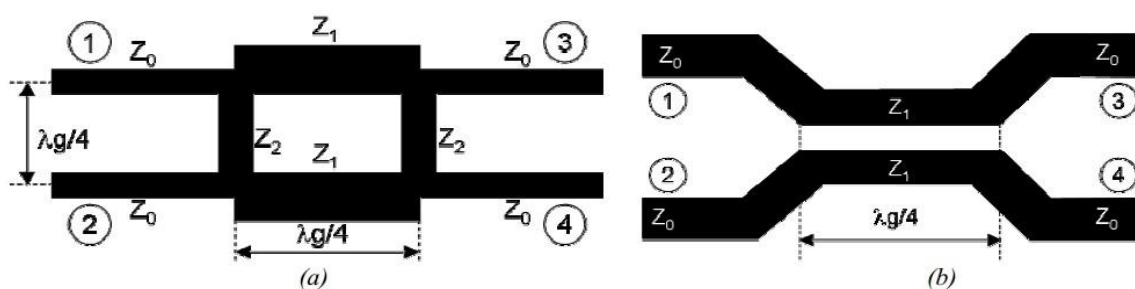 1 Z0 Z1 Z0 3
λg/4 Z2 Z1 Z2
2 Z0 Z0 4
λg/4
(a)
Z0 Z0
1 Z1 3
2 Z1 4
Z0 λg/4 Z0
(b)